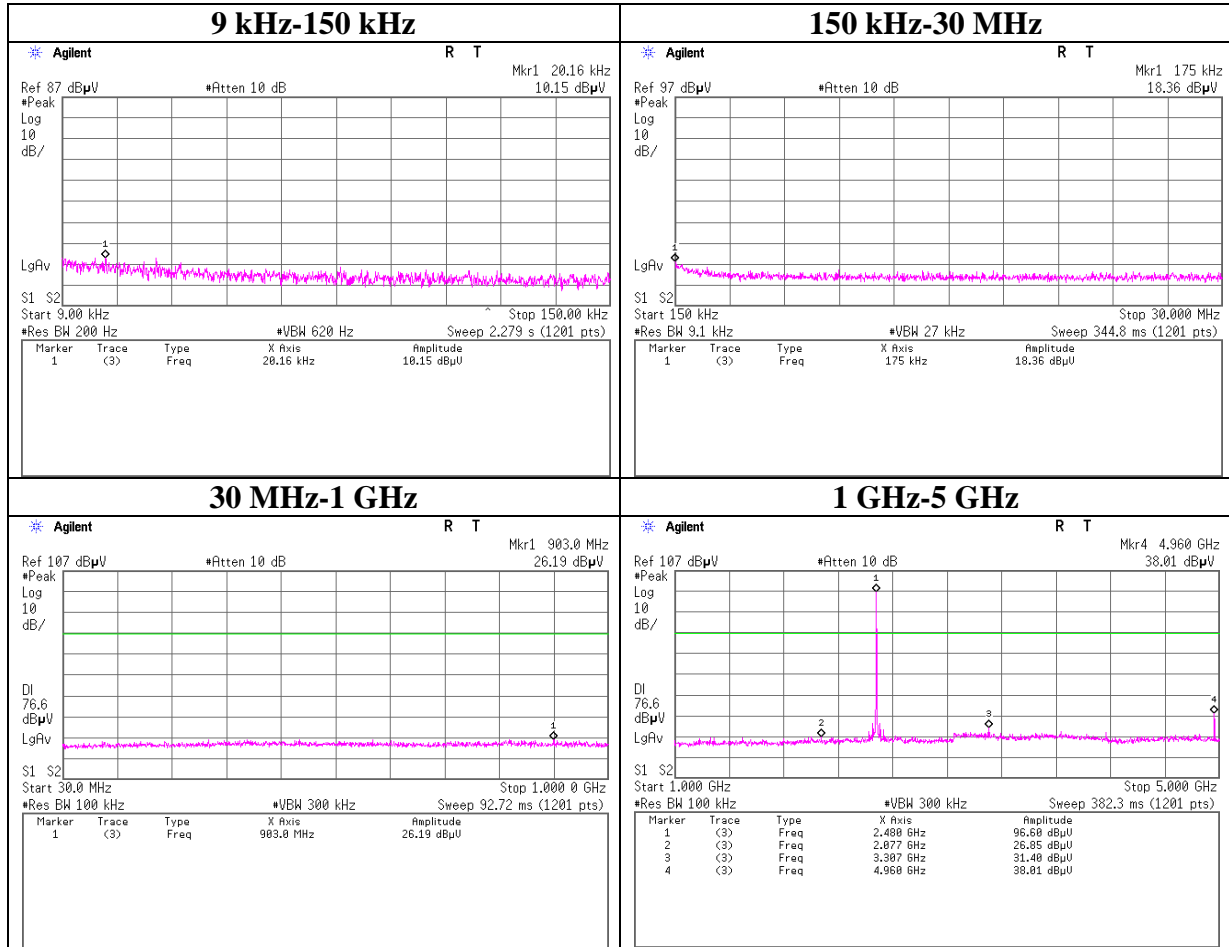 9 kHz-150 kHz
Agilent
R T
Mkr1 20.16 kHz
Ref 87 dBµV #Atten 10 dB 10.15 dBµV
#Peak
Log
10
dB/
1
LgAv
S1 S2
Start 9.00 kHz ^ Stop 150.00 kHz
#Res BW 200 Hz #VBW 620 Hz Sweep 2.279 s (1201 pts)
Marker Trace Type X Axis Amplitude
1 (3) Freq 20.16 kHz 10.15 dBµV
150 kHz-30 MHz
Agilent
R T
Mkr1 175 kHz
Ref 97 dBµV #Atten 10 dB 18.36 dBµV
#Peak
Log
10
dB/
1
LgAv
S1 S2
Start 150 kHz Stop 30.000 MHz
#Res BW 9.1 kHz #VBW 27 kHz Sweep 344.8 ms (1201 pts)
Marker Trace Type X Axis Amplitude
1 (3) Freq 175 kHz 18.36 dBµV
30 MHz-1 GHz
Agilent
R T
Mkr1 903.0 MHz
Ref 107 dBµV #Atten 10 dB 26.19 dBµV
#Peak
Log
10
dB/
DI
76.6
dBµV
1
LgAv
S1 S2
Start 30.0 MHz Stop 1.000 0 GHz
#Res BW 100 kHz #VBW 300 kHz Sweep 92.72 ms (1201 pts)
Marker Trace Type X Axis Amplitude
1 (3) Freq 903.0 MHz 26.19 dBµV
1 GHz-5 GHz
Agilent
R T
Mkr4 4.960 GHz
Ref 107 dBµV #Atten 10 dB 38.01 dBµV
#Peak
1
Log
10
dB/
DI
76.6
4
dBµV
2 3
LgAv
S1 S2
Start 1.000 GHz Stop 5.000 GHz
#Res BW 100 kHz #VBW 300 kHz Sweep 382.3 ms (1201 pts)
Marker Trace Type X Axis Amplitude
1 (3) Freq 2.480 GHz 96.60 dBµV
2 (3) Freq 2.077 GHz 26.85 dBµV
3 (3) Freq 3.307 GHz 31.40 dBµV
4 (3) Freq 4.960 GHz 38.01 dBµV